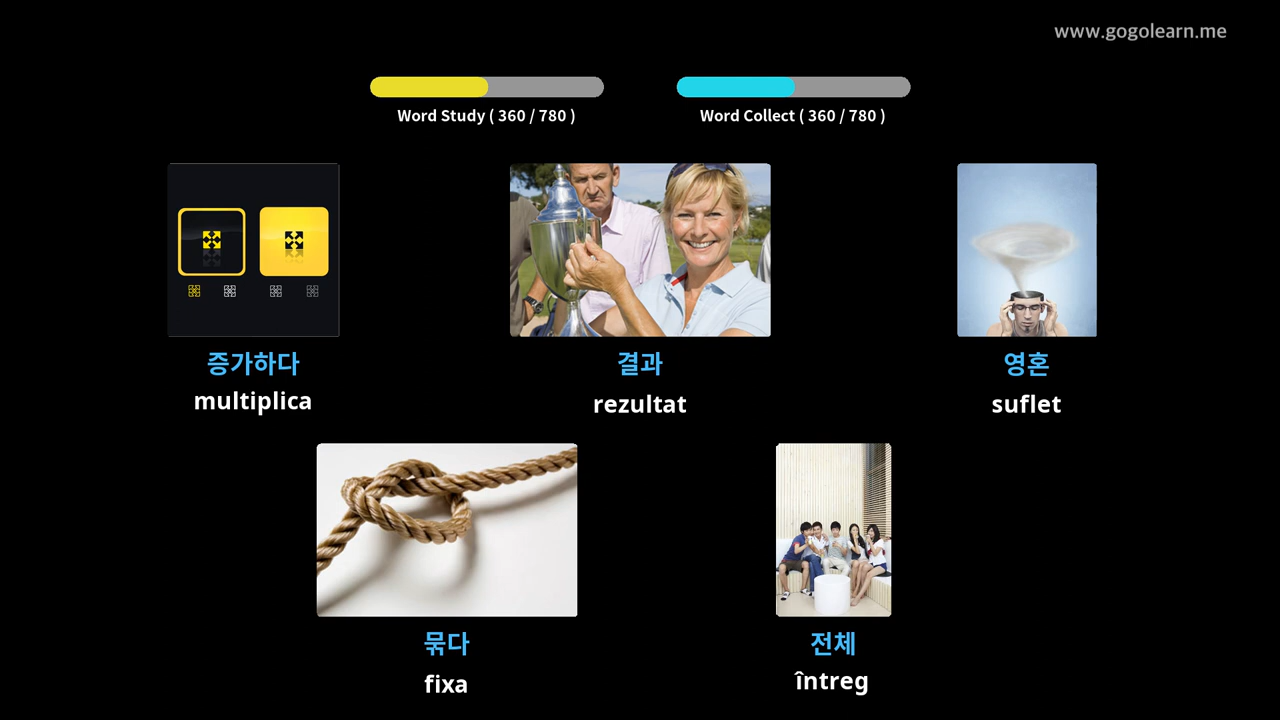 www.gogolearn.me
Word Study ( 360 / 780 )
Word Collect ( 360 / 780 )
증가하다
multiplica
결과
rezultat
영혼
suflet
묶다
fixa
전체
întreg